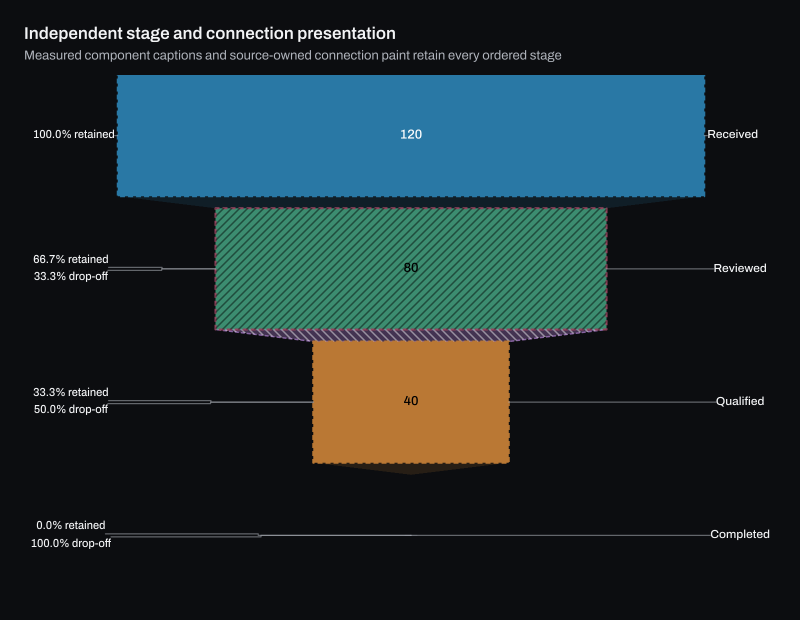 Independent stage and connection presentation
Measured component captions and source-owned connection paint retain every ordered stage
100.0% retained
120
Received
66.7% retained
33.3% drop-off
80
Reviewed
33.3% retained
50.0% drop-off
40
Qualified
0.0% retained
100.0% drop-off
Completed